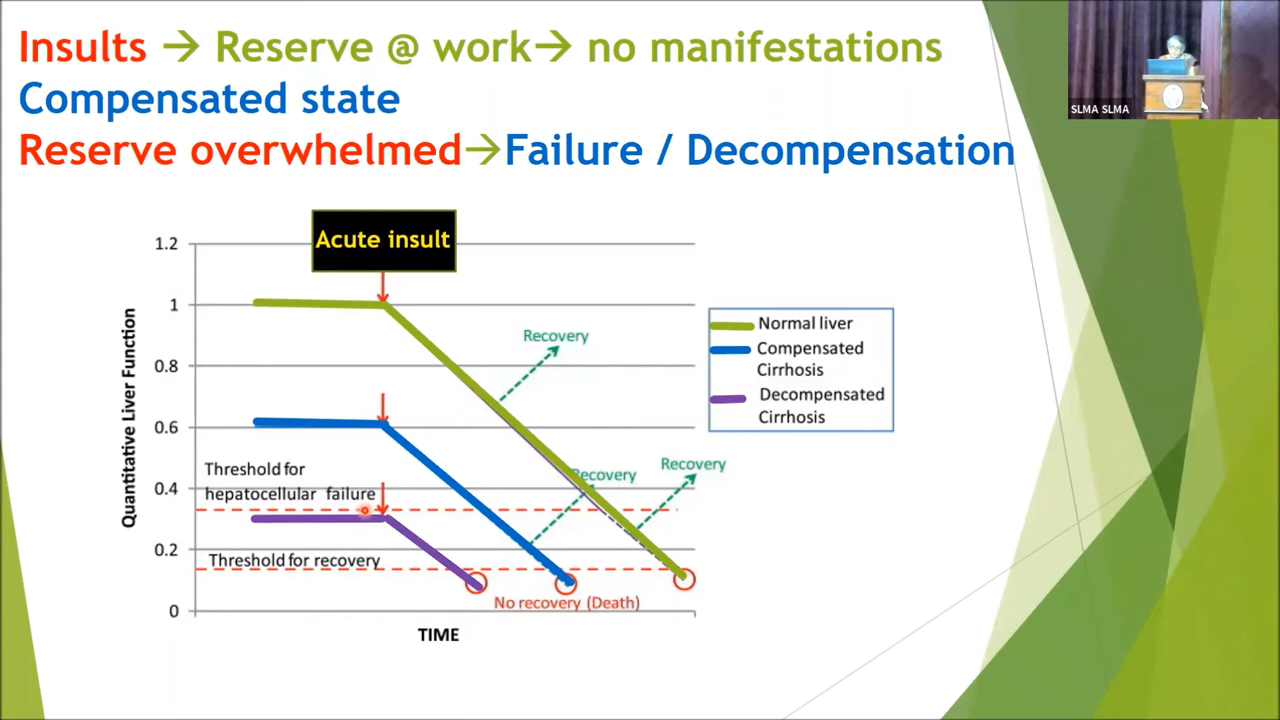 Insults → Reserve @ work→ no manifestations
Compensated state
Reserve overwhelmed→Failure / Decompensation
SLMA SLMA
Acute insult
1.2
1
0.8
0.6
0.4
0.2
0
Quantitative Liver Function
Recovery
Recovery
Recovery
Threshold for
hepatocellular failure
Threshold for recovery
No recovery (Death)
TIME
Normal liver
Compensated
Cirrhosis
Decompensated
Cirrhosis